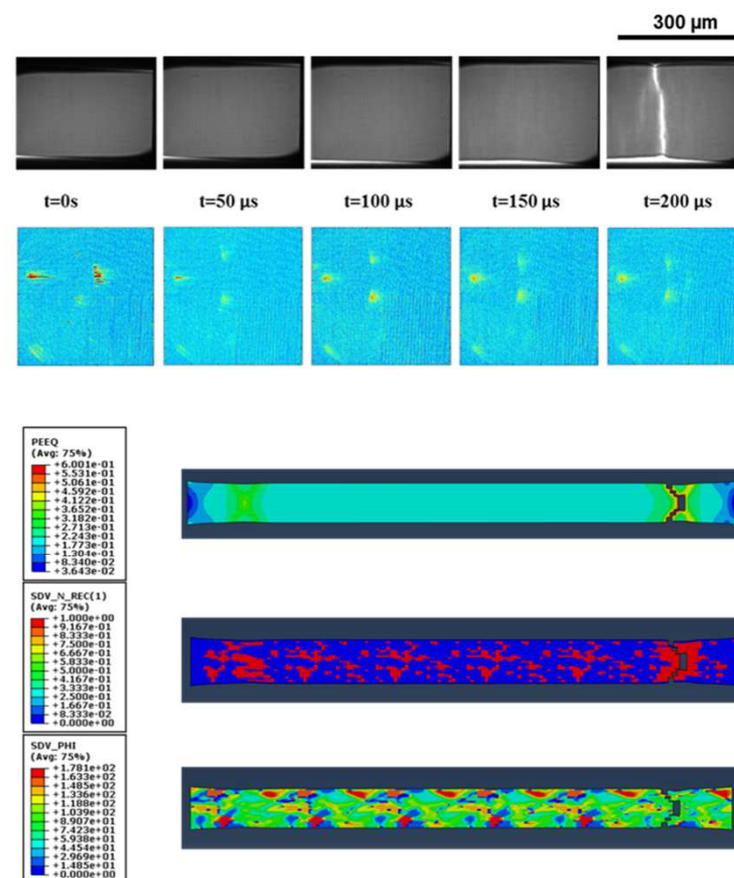 300 µm
t=0s
t=50 µs
t=100 µs
t=150 µs
t=200 µs
PEEQ
(Avg: 75%)
+6.001e-01
+5.531e-01
+5.061e-01
+4.592e-01
+4.122e-01
+3.652e-01
+3.182e-01
+2.713e-01
+2.243e-01
+1.773e-01
+1.304e-01
+8.340e-02
+3.643e-02
SDV_N_REC(1)
(Avg: 75%)
+1.000e+00
+9.167e-01
+8.333e-01
+7.500e-01
+6.667e-01
+5.833e-01
+5.000e-01
+4.167e-01
+3.333e-01
+2.500e-01
+1.667e-01
+8.333e-02
+0.000e+00
SDV_PHI
(Avg: 75%)
+1.781e+02
+1.633e+02
+1.485e+02
+1.336e+02
+1.188e+02
+1.039e+02
+8.907e+01
+7.423e+01
+5.938e+01
+4.454e+01
+2.969e+01
+1.485e+01
+0.000e+00